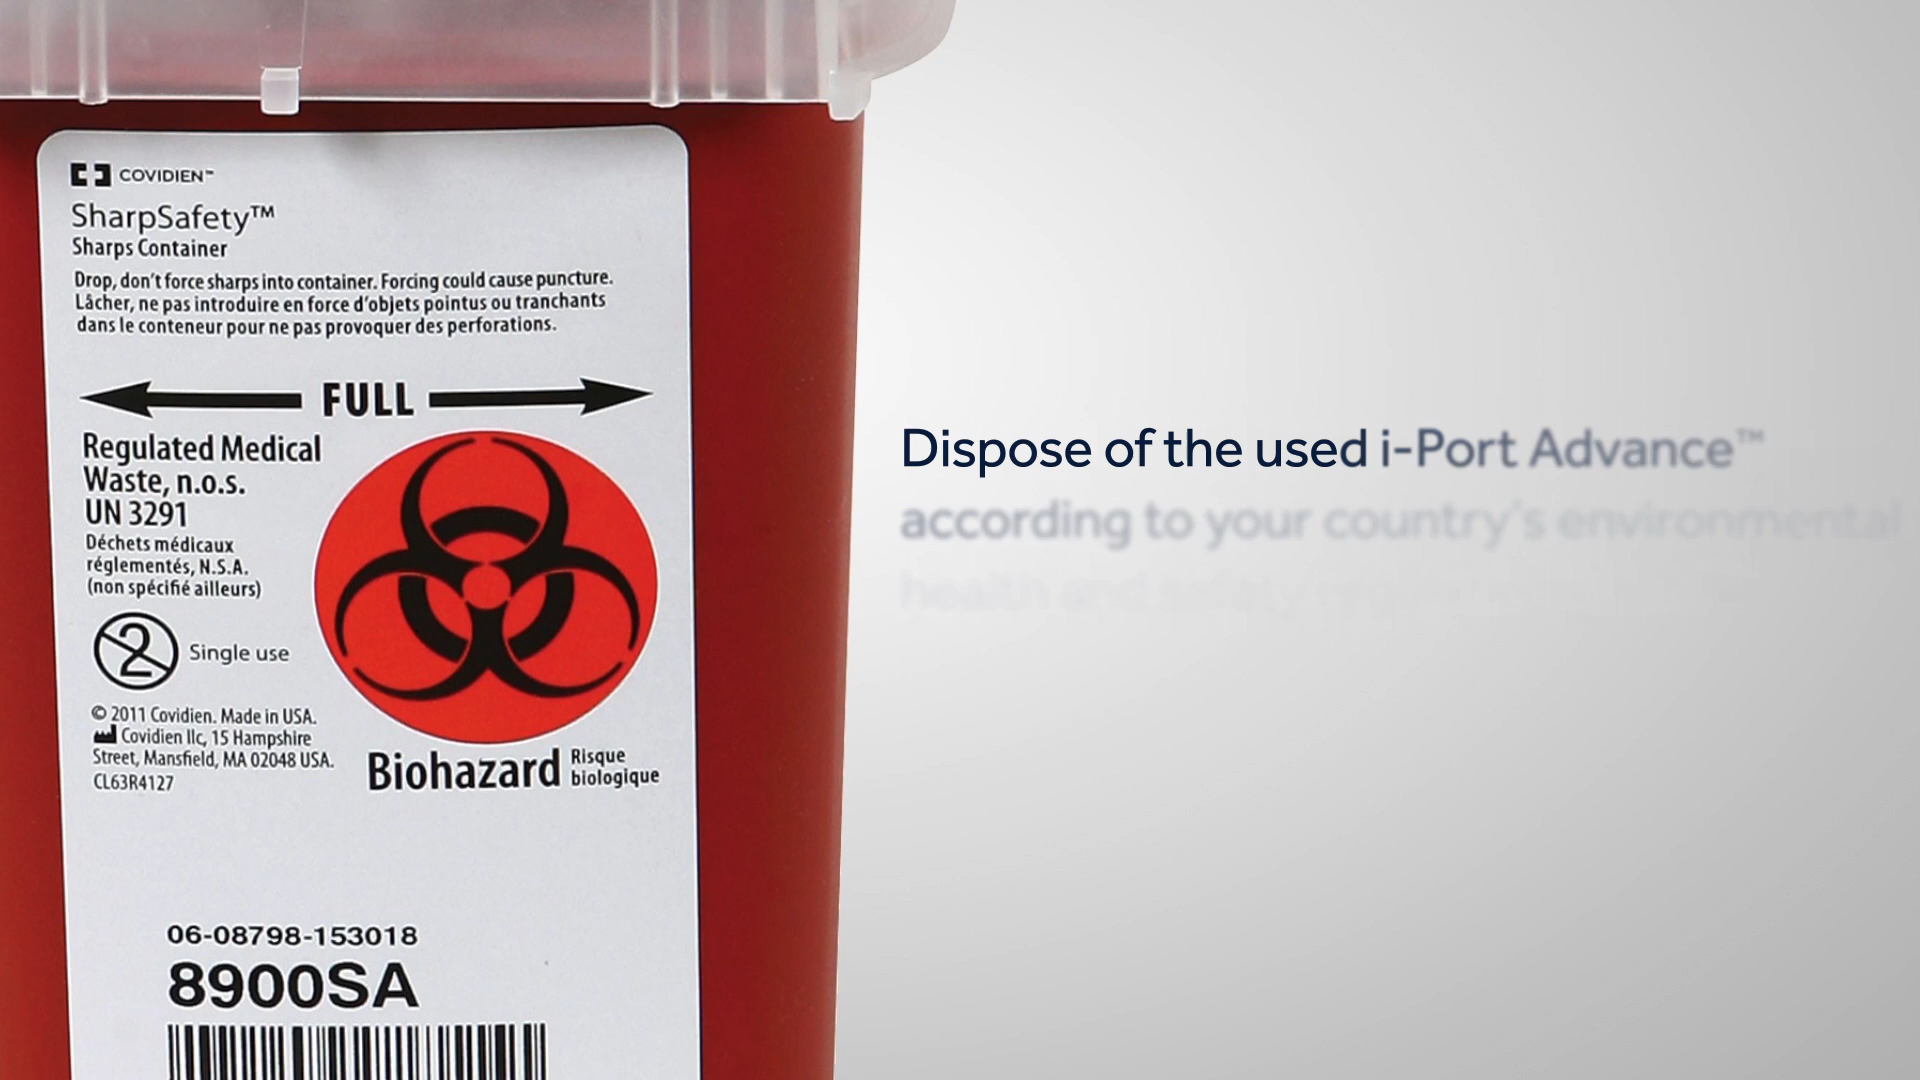 COVIDIEN™
SharpSafety™
Sharps Container
Drop, don't force sharps into container. Forcing could cause puncture.
Lâcher, ne pas introduire en force d'objets pointus ou tranchants
dans le conteneur pour ne pas provoquer des perforations.
FULL
Regulated Medical
Waste, n.o.s.
UN 3291
Déchets médicaux
réglementés, N.S.A.
(non spécifié ailleurs)
2 Single use
© 2011 Covidien. Made in USA.
Covidien llc, 15 Hampshire
Street, Mansfield, MA 02048 USA.
CL63R4127
Biohazard Risque
biologique
06-08798-153018
8900SA
Dispose of the used i-Port Advance™
according to your country's environmental
health and safety